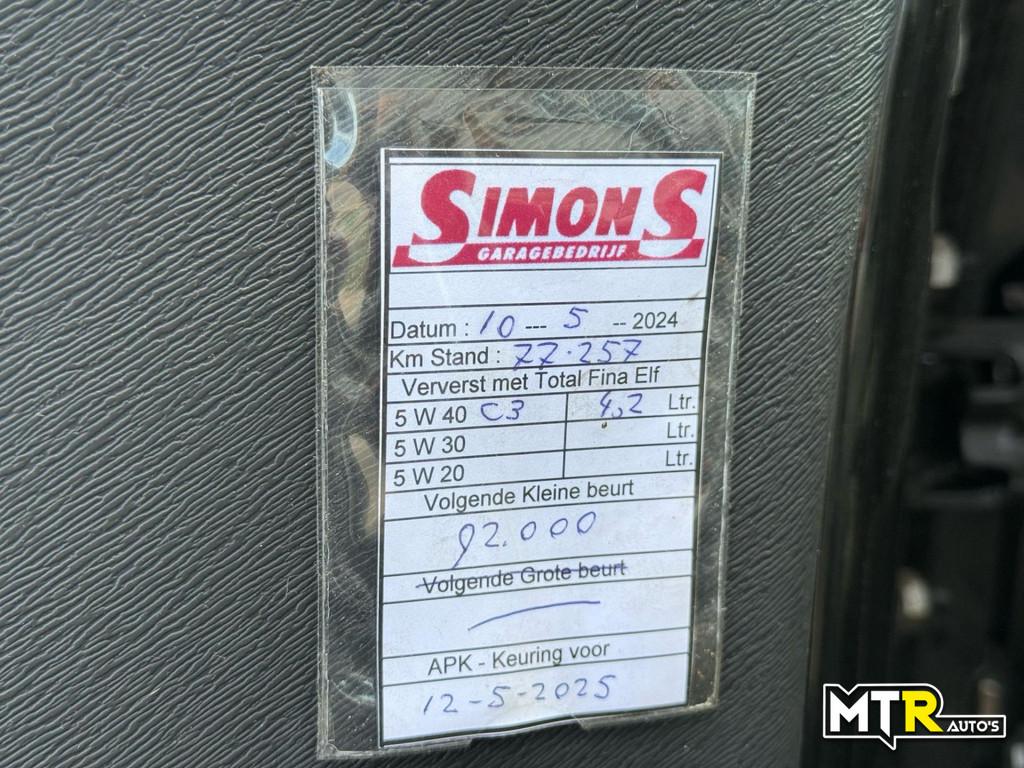 SIMONS
GARAGEBEDRIJF
Datum : 10 --- 5 -- 2024
Km Stand : 77.257
Ververst met Total Fina Elf
5 W 40 C3 4,2 Ltr.
5 W 30 Ltr.
5 W 20 Ltr.
Volgende Kleine beurt
92.000
Volgende Grote beurt
APK - Keuring voor
12-5-2025
MTR AUTO'S